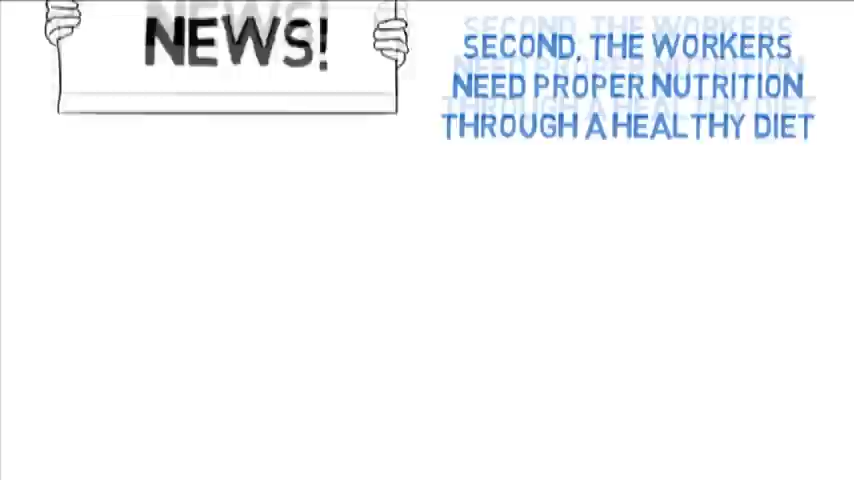 NEWS!
SECOND, THE WORKERS
NEED PROPER NUTRITION
THROUGH A HEALTHY DIET